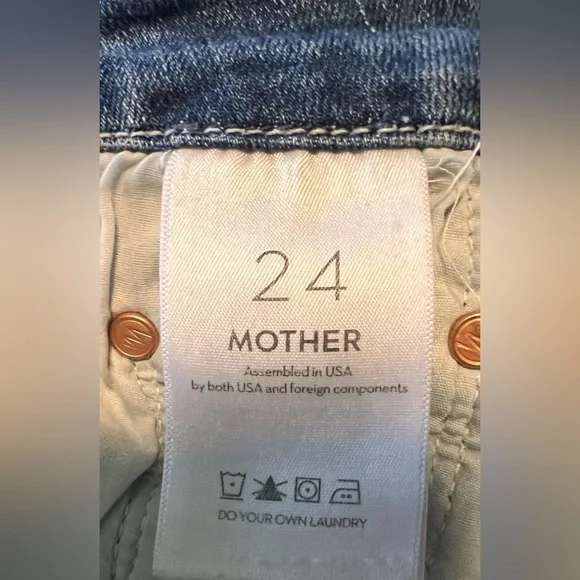 24
MOTHER
Assembled in USA
by both USA and foreign components
DO YOUR OWN LAUNDRY